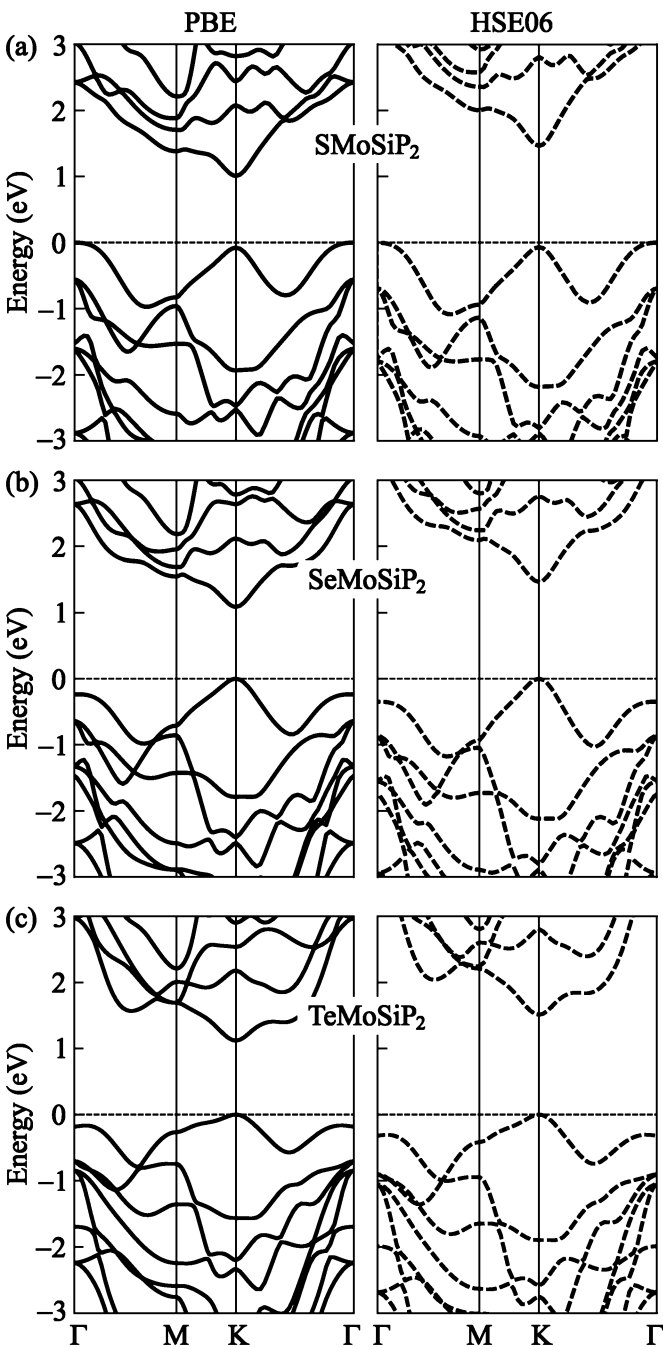 PBE HSE06
(a)
3
2
1
0
−1
−2
−3
Energy (eV)
SMoSiP₂
(b)
3
2
1
0
−1
−2
−3
Energy (eV)
SeMoSiP₂
(c)
3
2
1
0
−1
−2
−3
Energy (eV)
TeMoSiP₂
Γ M K Γ Γ M K Γ